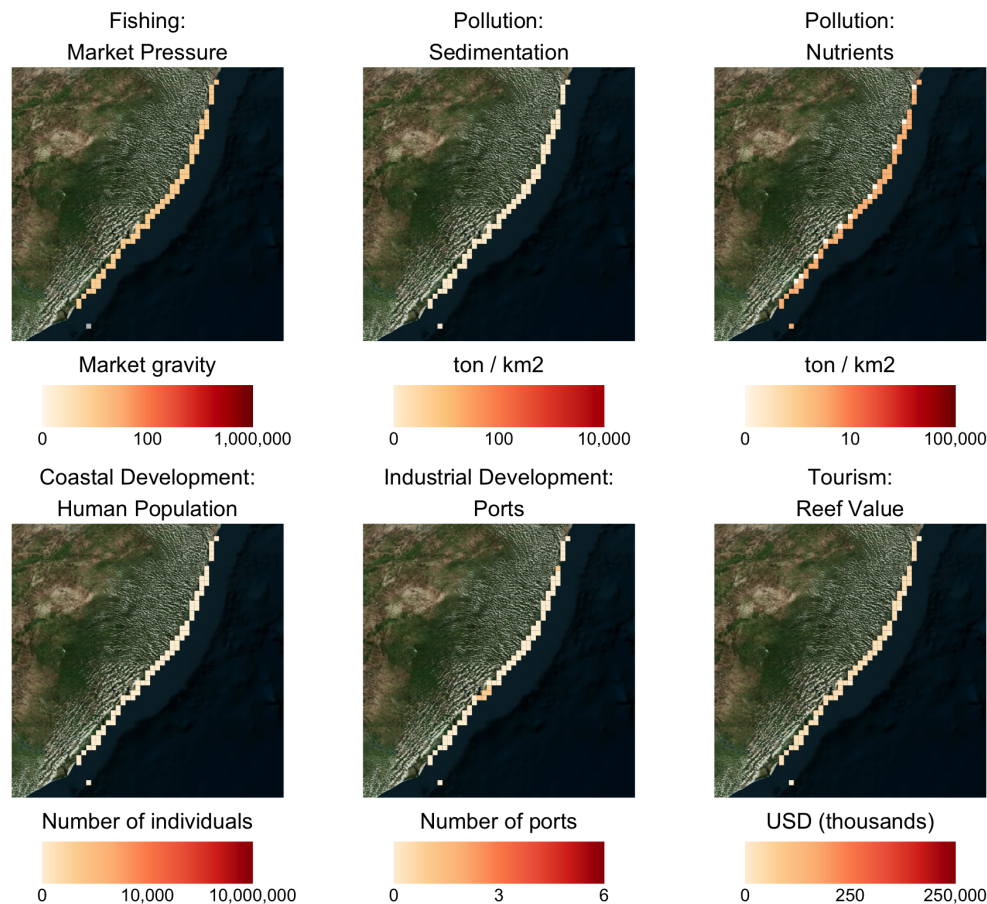 Fishing:
Market Pressure
Pollution:
Sedimentation
Pollution:
Nutrients
Market gravity
0 100 1,000,000
ton / km2
0 100 10,000
ton / km2
0 10 100,000
Coastal Development:
Human Population
Industrial Development:
Ports
Tourism:
Reef Value
Number of individuals
0 10,000 10,000,000
Number of ports
0 3 6
USD (thousands)
0 250 250,000